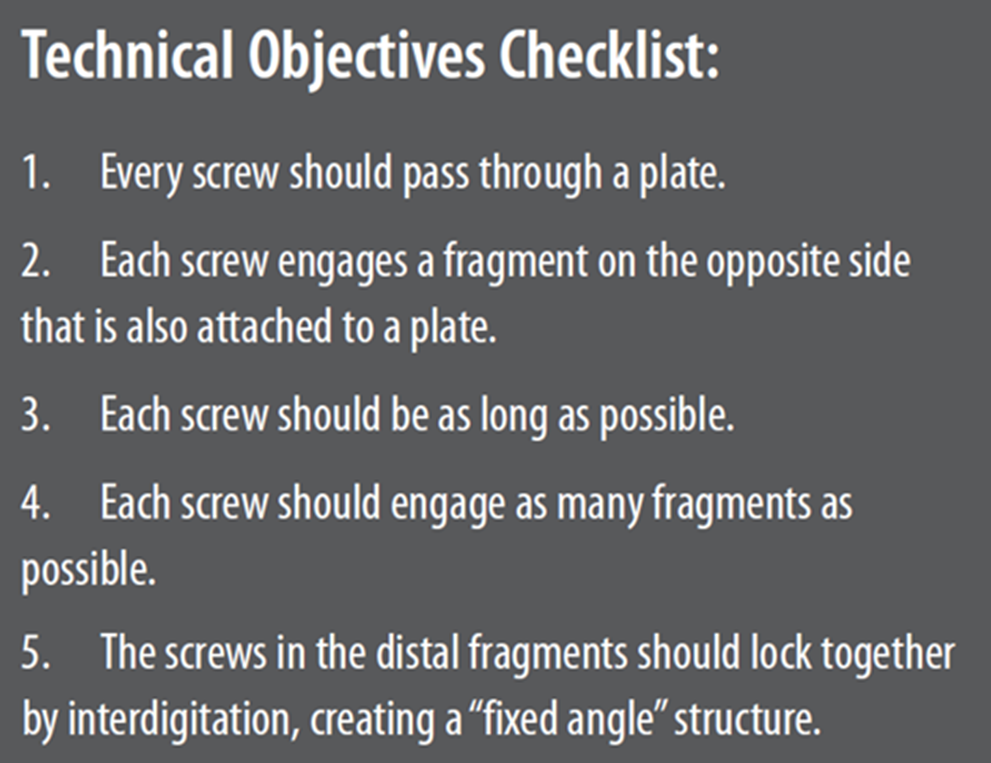 Technical Objectives Checklist:
1. Every screw should pass through a plate.
2. Each screw engages a fragment on the opposite side
that is also attached to a plate.
3. Each screw should be as long as possible.
4. Each screw should engage as many fragments as
possible.
5. The screws in the distal fragments should lock together
by interdigitation, creating a “fixed angle” structure.